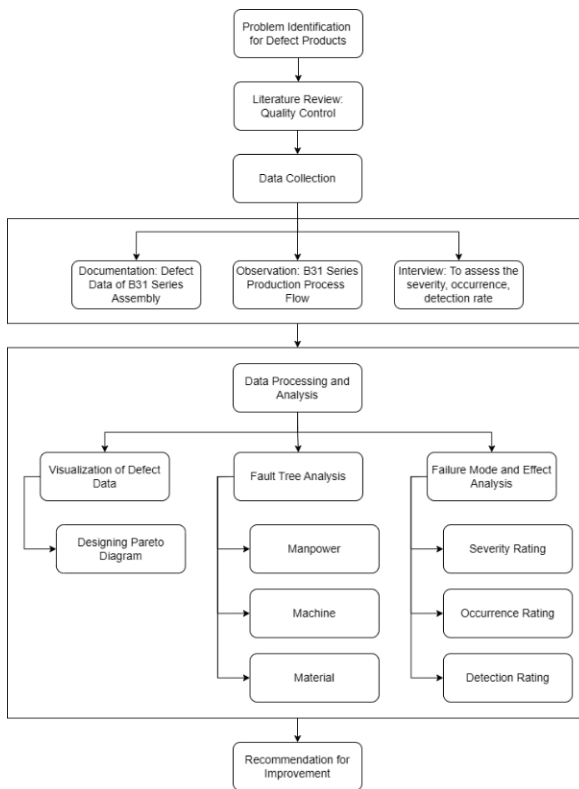 Problem Identification
for Defect Products
Literature Review:
Quality Control
Data Collection
Documentation: Defect
Data of B31 Series
Assembly
Observation: B31 Series
Production Process
Flow
Interview: To assess the
severity, occurrence,
detection rate
Data Processing and
Analysis
Visualization of Defect
Data
Designing Pareto
Diagram
Fault Tree Analysis
Manpower
Machine
Material
Failure Mode and Effect
Analysis
Severity Rating
Occurrence Rating
Detection Rating
Recommendation for
Improvement